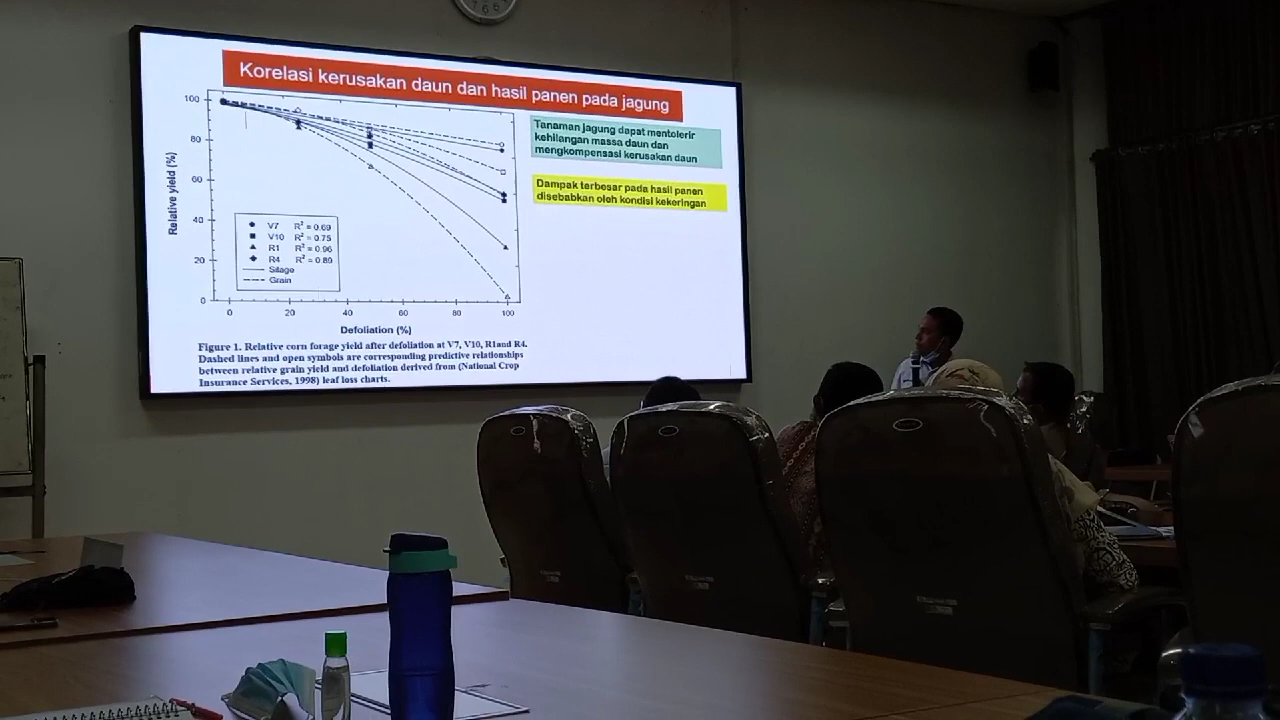 Korelasi kerusakan daun dan hasil panen pada jagung
Tanaman jagung dapat mentolerir
kehilangan massa daun dan
mengkompensasi kerusakan daun
Dampak terbesar pada hasil panen
disebabkan oleh kondisi kekeringan
Relative yield (%)
100
80
60
40
20
0
V7 R² = 0.69
V10 R² = 0.75
R1 R² = 0.96
R4 R² = 0.89
Silage
Grain
0 20 40 60 80 100
Defoliation (%)
Figure 1. Relative corn forage yield after defoliation at V7, V10, R1and R4.
Dashed lines and open symbols are corresponding predictive relationships
between relative grain yield and defoliation derived from (National Crop
Insurance Services, 1998) leaf loss charts.